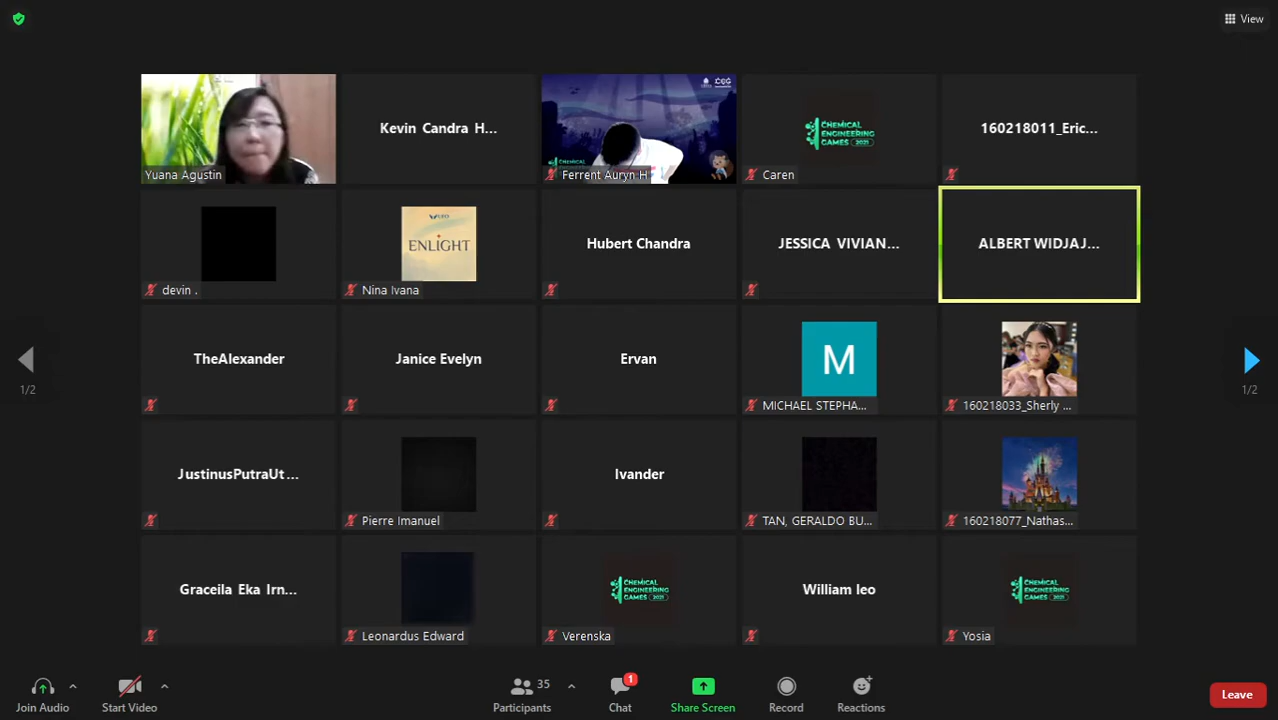 View
Yuana Agustin
Kevin Candra H...
Ferrent Auryn H
CHEMICAL
ENGINEERING
GAMES 2021
Caren
160218011_Eric...
devin .
ENLIGHT
Nina Ivana
Hubert Chandra
JESSICA VIVIAN...
ALBERT WIDJAJ...
TheAlexander
Janice Evelyn
Ervan
M
MICHAEL STEPHA...
160218033_Sherly ...
1/2
1/2
JustinusPutraUt...
Pierre Imanuel
Ivander
TAN, GERALDO BU...
160218077_Nathas...
Graceila Eka Irn...
Leonardus Edward
CHEMICAL
ENGINEERING
GAMES 2021
Verenska
William leo
CHEMICAL
ENGINEERING
GAMES 2021
Yosia
Join Audio
Start Video
35
Participants
1
Chat
Share Screen
Record
Reactions
Leave